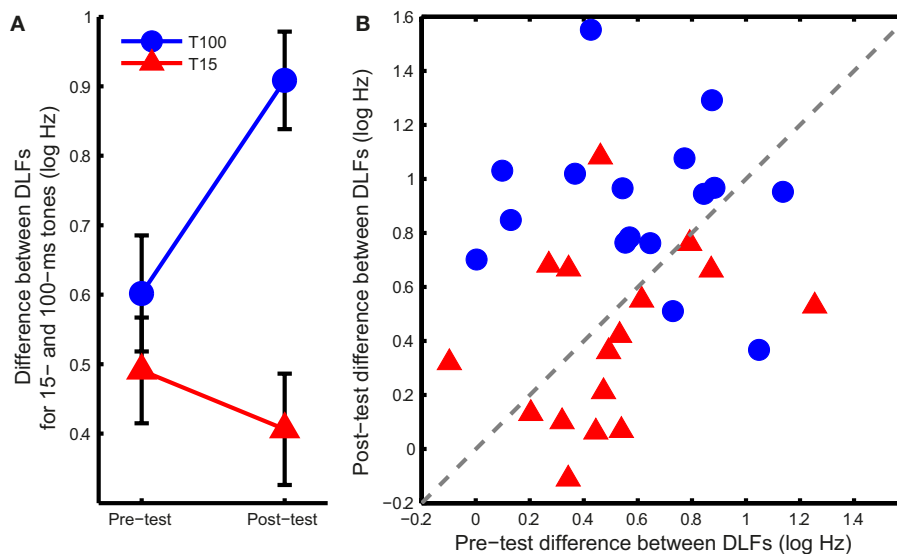 A
Difference between DLFs
for 15− and 100−ms tones (log Hz)
1
0.9
0.8
0.7
0.6
0.5
0.4
T100
T15
Pre−test
Post−test
B
Post−test difference between DLFs (log Hz)
1.6
1.4
1.2
1
0.8
0.6
0.4
0.2
0
−0.2
−0.2
0
0.2
0.4
0.6
0.8
1
1.2
1.4
Pre−test difference between DLFs (log Hz)